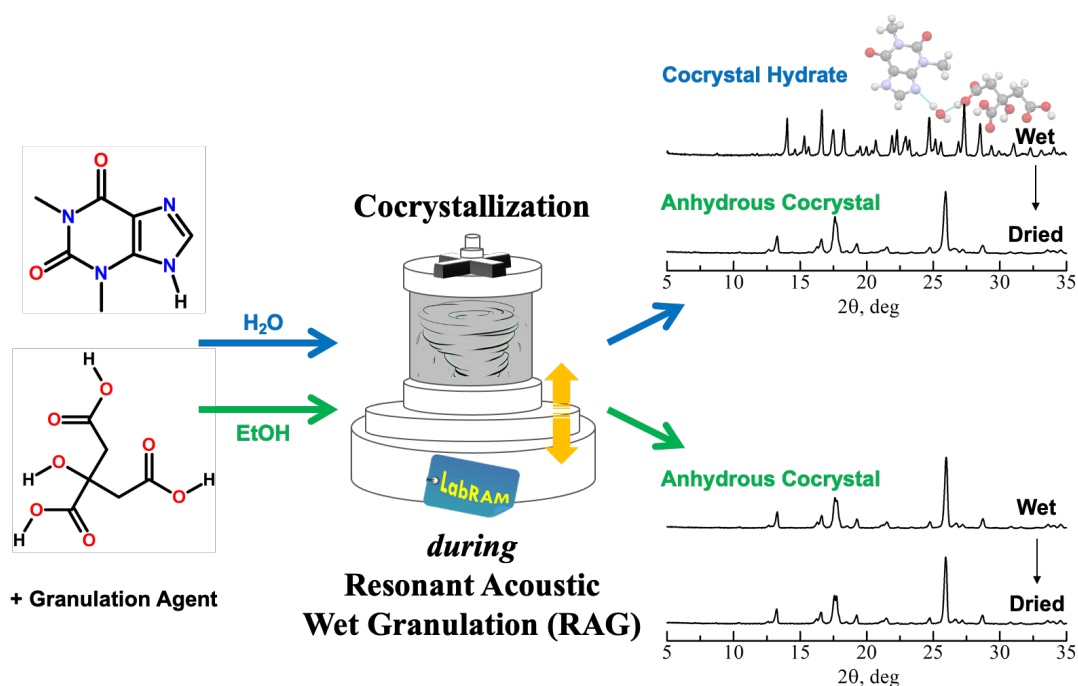 O
N
N
O
N
N
H
H
O
O
O
H
O
O
H
O
O
H
O
+ Granulation Agent
H₂O
EtOH
Cocrystallization
LabRAM
during
Resonant Acoustic
Wet Granulation (RAG)
Cocrystal Hydrate
Wet
Anhydrous Cocrystal
Dried
5 10 15 20 25 30 35
2θ, deg
Anhydrous Cocrystal
Wet
Dried
5 10 15 20 25 30 35
2θ, deg